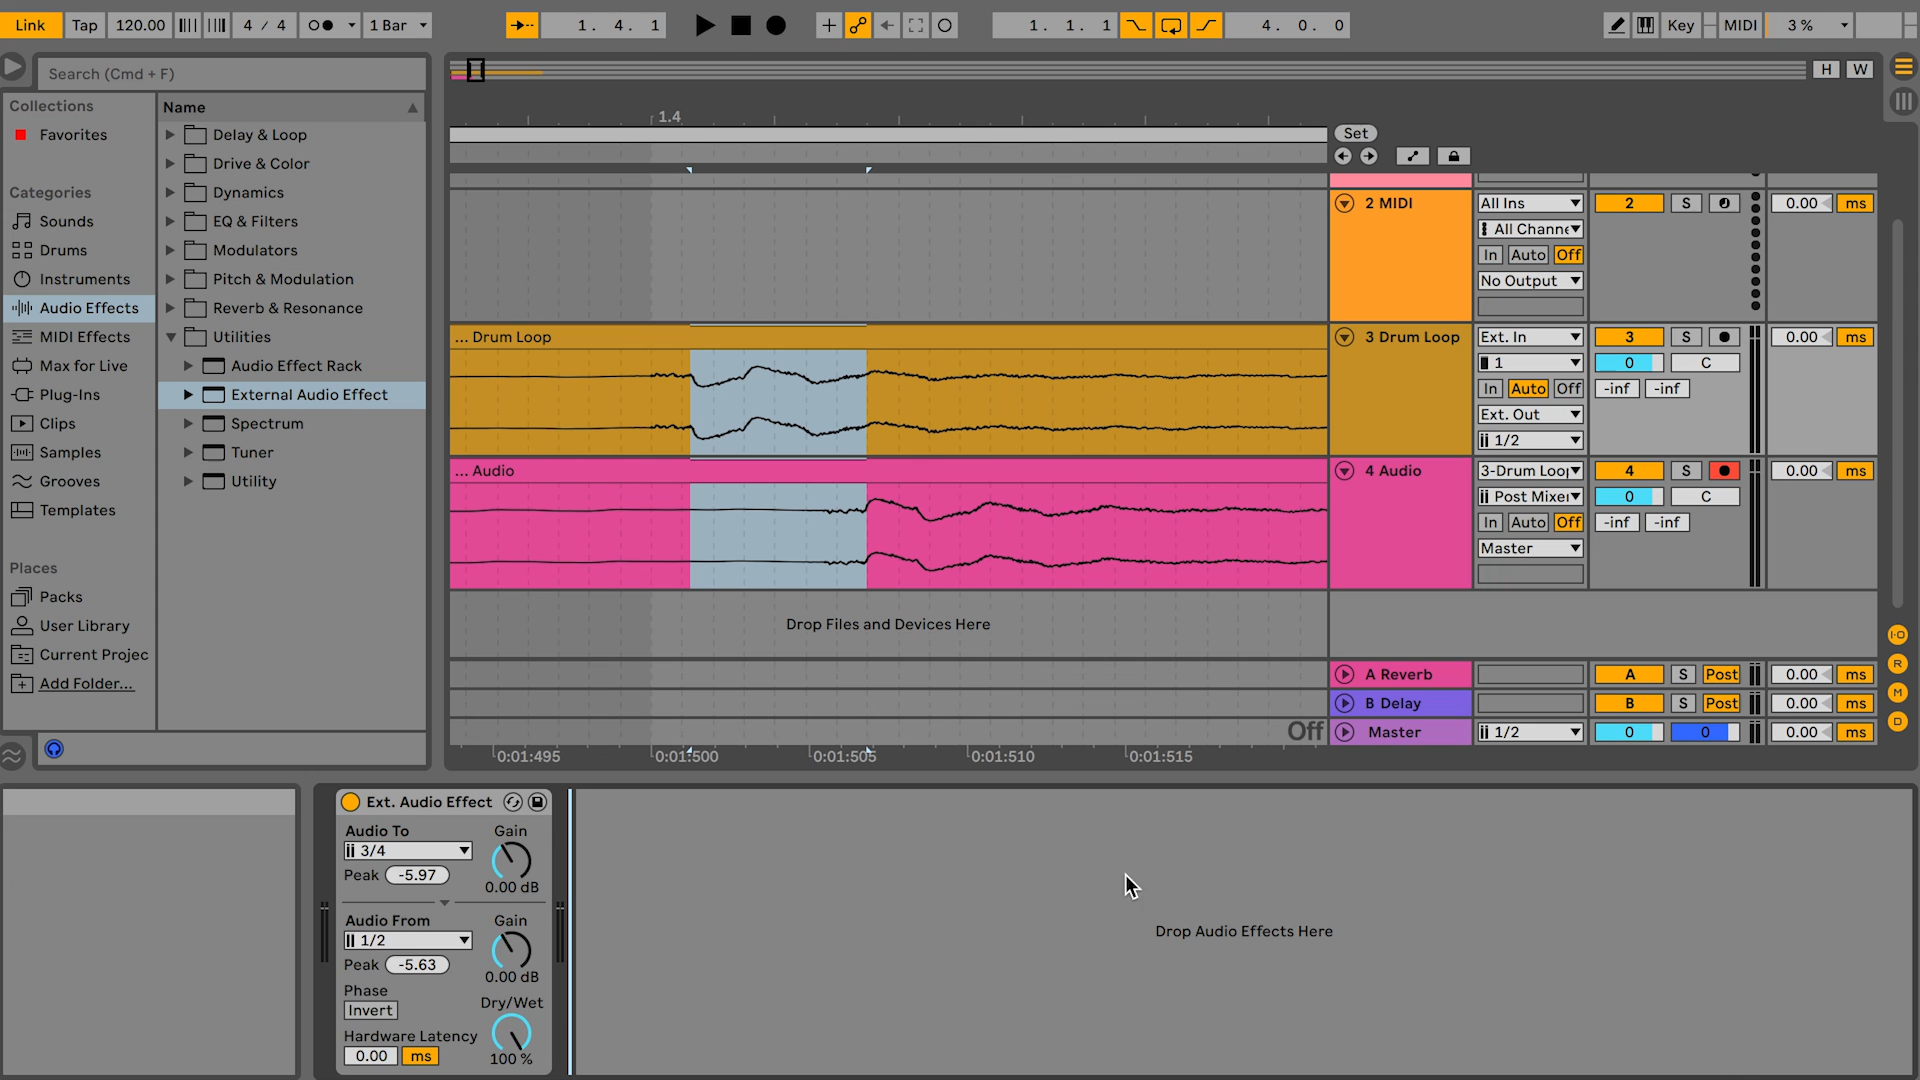 Link Tap 120.00 4 / 4 1 Bar 1. 4. 1 1. 1. 1 4. 0. 0 Key MIDI 3 %
Search (Cmd + F)
H W
Collections
Favorites
Categories
Sounds
Drums
Instruments
Audio Effects
MIDI Effects
Max for Live
Plug-Ins
Clips
Samples
Grooves
Templates
Places
Packs
User Library
Current Projec
Add Folder...
Name
Delay & Loop
Drive & Color
Dynamics
EQ & Filters
Modulators
Pitch & Modulation
Reverb & Resonance
Utilities
Audio Effect Rack
External Audio Effect
Spectrum
Tuner
Utility
1.4
Set
2 MIDI All Ins 2 S 0.00 ms
All Channe
In Auto Off
No Output
... Drum Loop 3 Drum Loop Ext. In 3 S 0.00 ms
1 0 C
In Auto Off -inf -inf
Ext. Out
1/2
... Audio 4 Audio 3-Drum Loop 4 S 0.00 ms
Post Mixer 0 C
In Auto Off -inf -inf
Master
Drop Files and Devices Here
I·O
R
M
D
A Reverb A S Post 0.00 ms
B Delay B S Post 0.00 ms
Off Master 1/2 0 0 0.00 ms
0:01:495 0:01:500 0:01:505 0:01:510 0:01:515
Ext. Audio Effect
Audio To Gain
3/4
Peak -5.97 0.00 dB
Audio From Gain
1/2
Peak -5.63 0.00 dB
Phase
Invert
Dry/Wet
Hardware Latency
0.00 ms 100 %
Drop Audio Effects Here